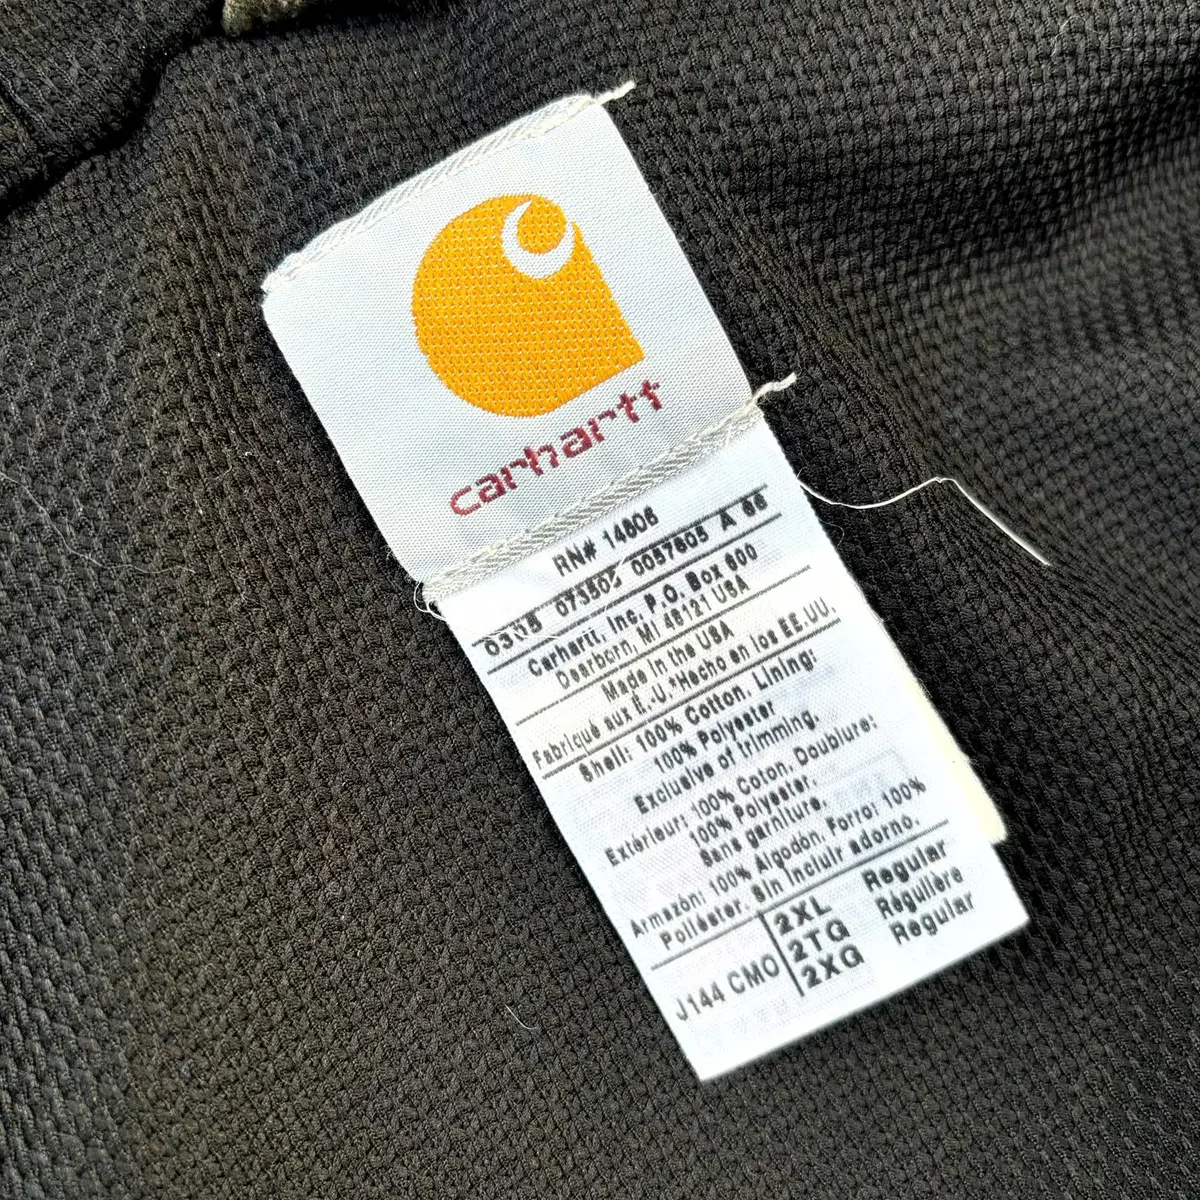 carhartt
RN# 14806
0306 073505 0057605 A 66
Carhartt, Inc. P.O. Box 600
Dearborn, MI 48121 USA
Made in the USA
Fabriqué aux É.-U.*Hecho en los EE.UU.
Shell: 100% Cotton. Lining:
100% Polyester
Exclusive of trimming.
Extérieur: 100% Coton. Doublure:
100% Polyester.
Sans garniture.
Armazón: 100% Algodón. Forro: 100%
Poliéster. Sin incluir adorno.
J144 CMO
2XL Regular
2TG Régulière
2XG Regular